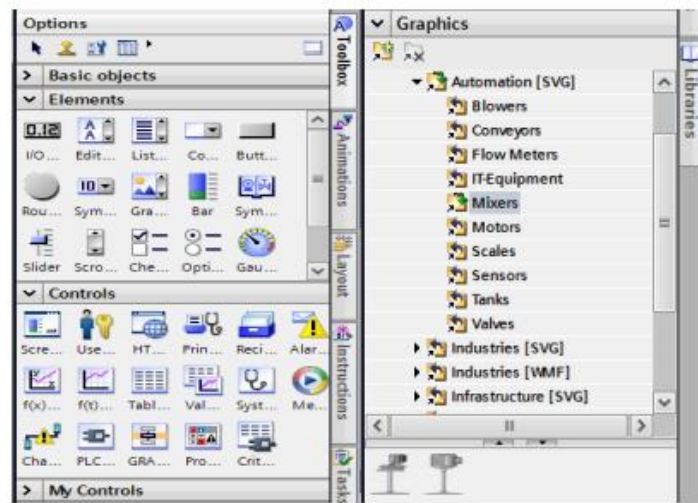 Options
Basic objects
Elements
0.12
I/O ... Edit... List... Co... Butt...
10
Rou... Sym... Gra... Bar Sym...
Slider Scro... Che... Opti... Gau...
Controls
Scre... Use... HT... Prin... Reci... Alar...
f(x)... f(t)... Tabl... Val... Syst... Me...
Cha... PLC... GRA... Pro... Crit...
My Controls
Toolbox
Animations
Layout
Instructions
Tasks
Graphics
Automation [SVG]
Blowers
Conveyors
Flow Meters
IT-Equipment
Mixers
Motors
Scales
Sensors
Tanks
Valves
Industries [SVG]
Industries [WMF]
Infrastructure [SVG]
Libraries